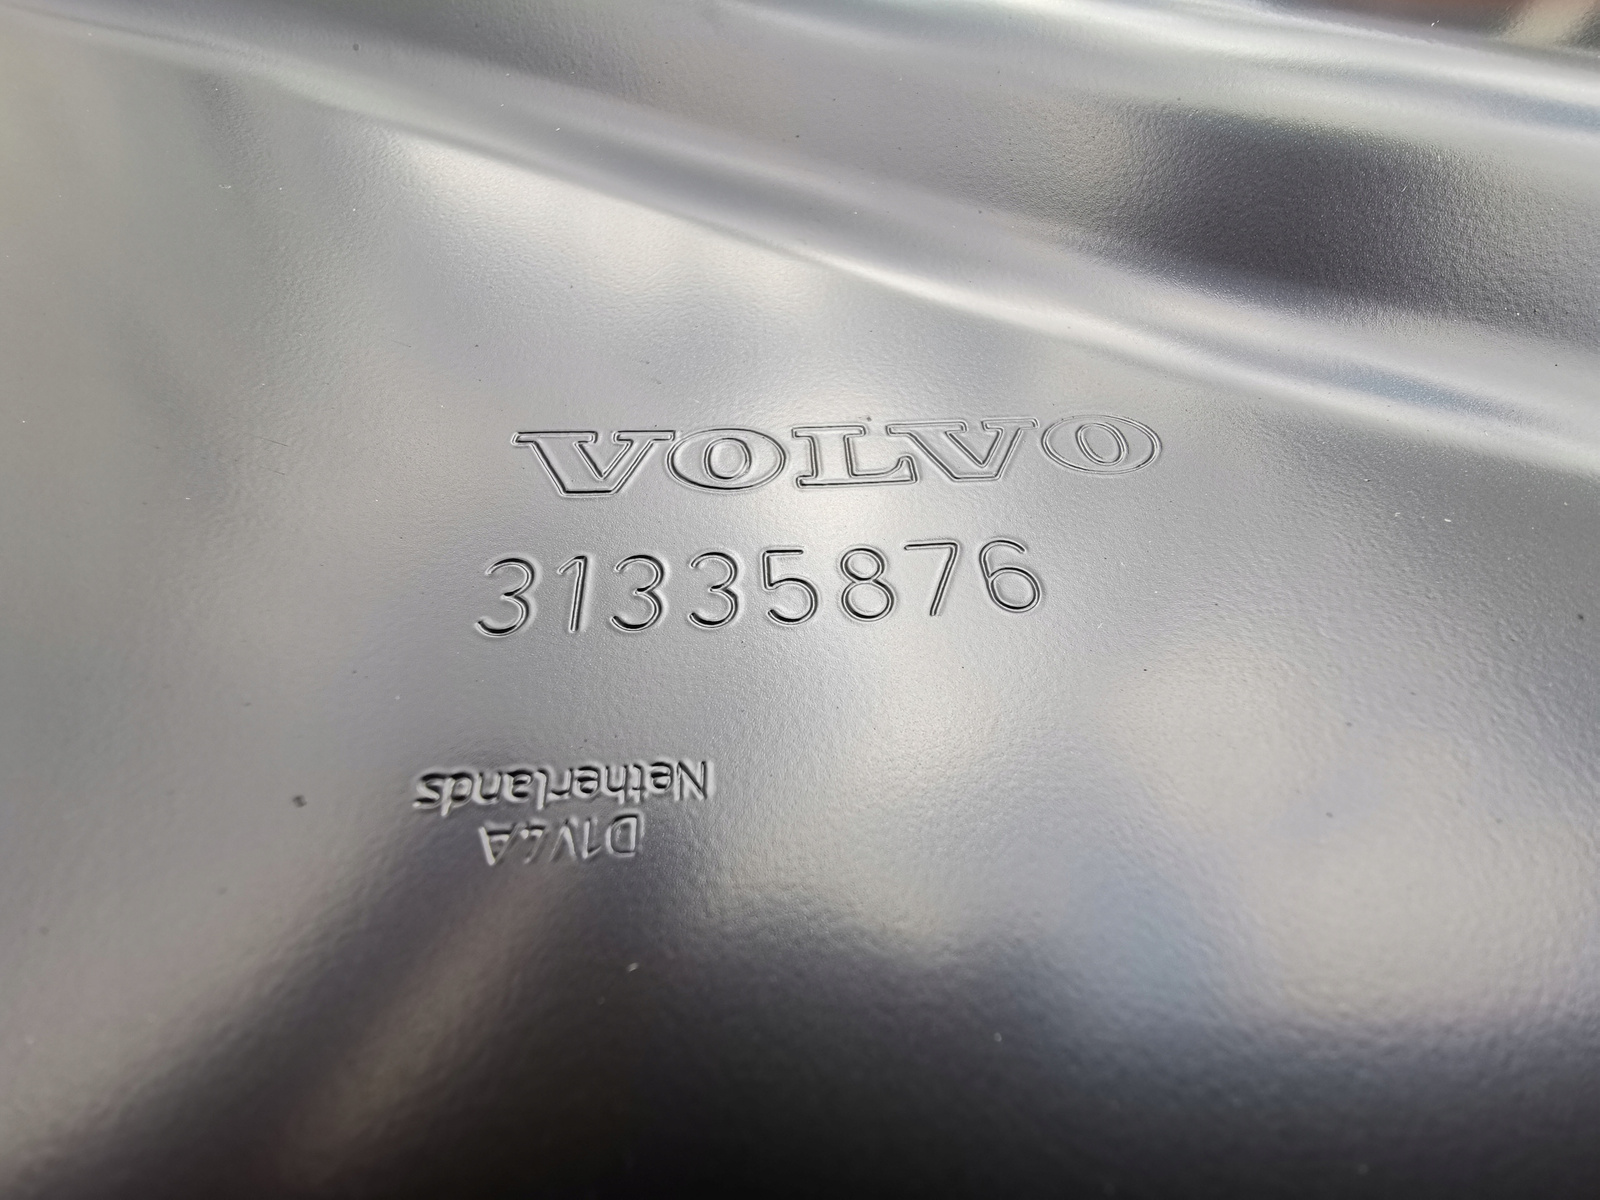 VOLVO
31335876
Netherlands
D1V4A